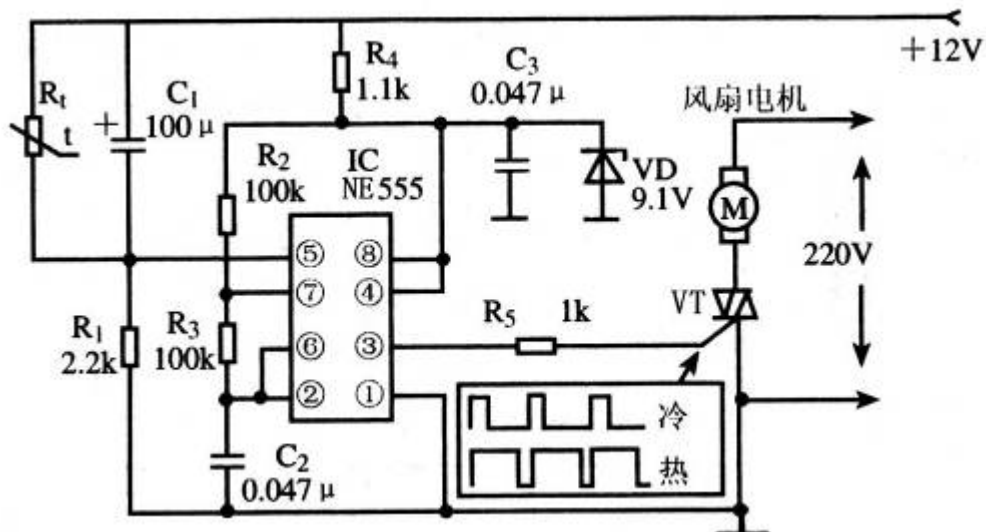 +12V
R₄
1.1k
C₃
0.047μ
风扇电机
Rₜ
t
+
C₁
100μ
R₂
100k
IC
NE555
VD
9.1V
M
220V
⑤ ⑧
⑦ ④
⑥ ③
② ①
R₁
2.2k
R₃
100k
R₅ 1k
VT
冷
热
C₂
0.047μ